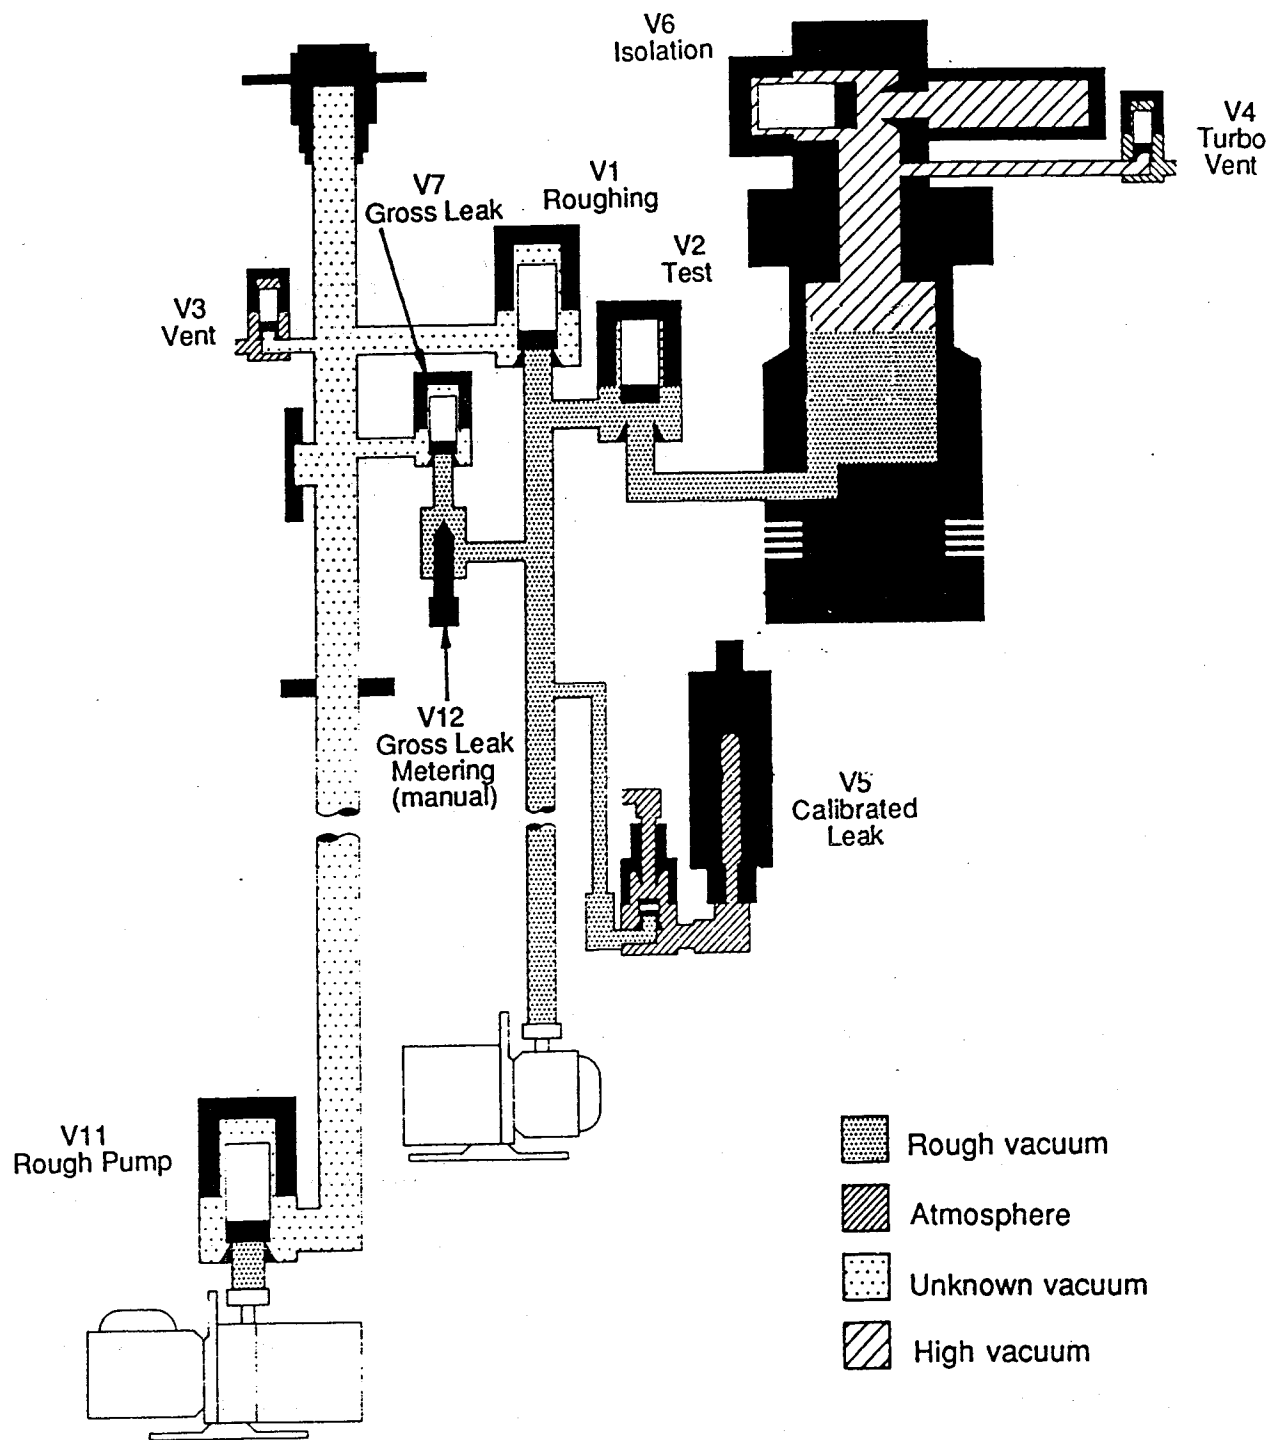 V6
Isolation
V4
Turbo
Vent
V1
Roughing
V7
Gross Leak
V2
Test
V3
Vent
V12
Gross Leak
Metering
(manual)
V5
Calibrated
Leak
V11
Rough Pump
Rough vacuum
Atmosphere
Unknown vacuum
High vacuum